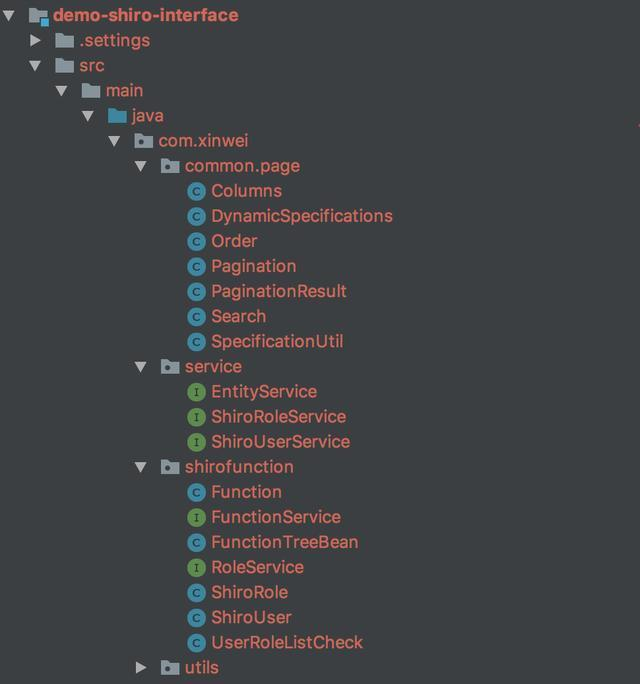 demo-shiro-interface
.settings
src
main
java
com.xinwei
common.page
C Columns
C DynamicSpecifications
C Order
C Pagination
C PaginationResult
C Search
C SpecificationUtil
service
I EntityService
I ShiroRoleService
I ShiroUserService
shirofunction
C Function
I FunctionService
C FunctionTreeBean
I RoleService
C ShiroRole
C ShiroUser
C UserRoleListCheck
utils